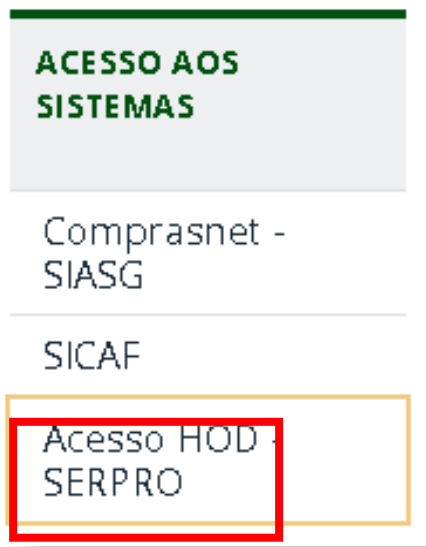 ACESSO AOS
SISTEMAS
Comprasnet -
SIASG
SICAF
Acesso HOD -
SERPRO